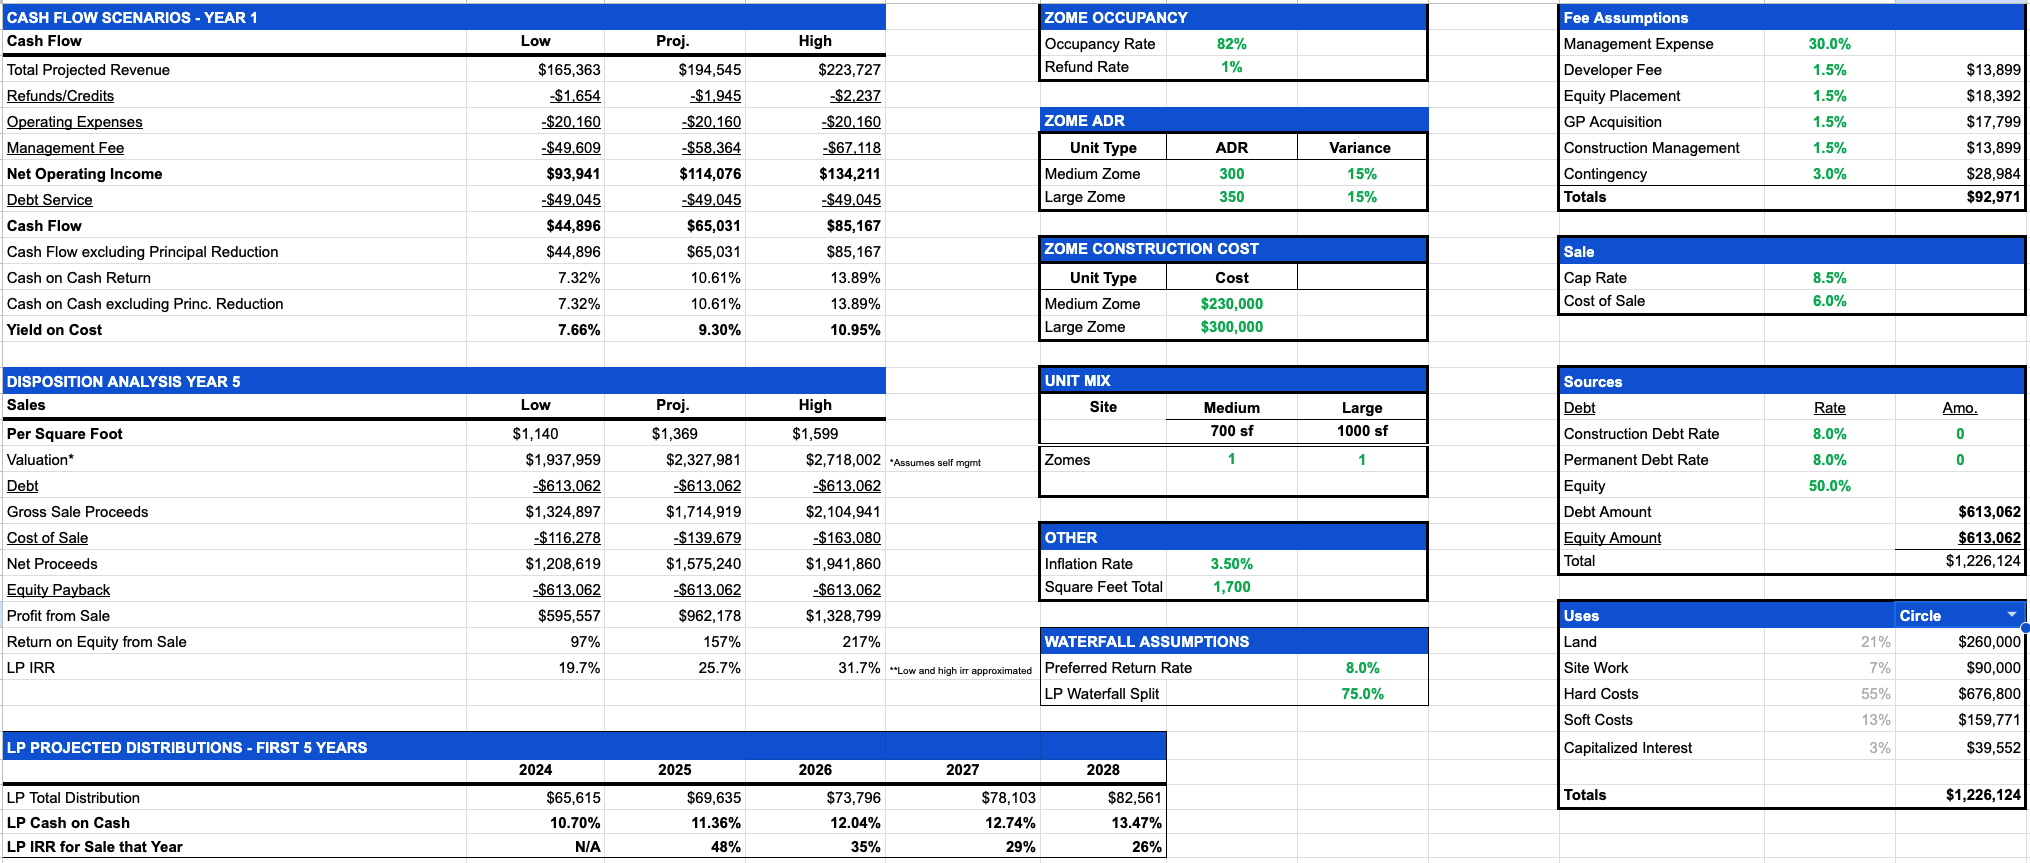 CASH FLOW SCENARIOS - YEAR 1
Cash Flow Low Proj. High
Total Projected Revenue $165,363 $194,545 $223,727
Refunds/Credits -$1,654 -$1,945 -$2,237
Operating Expenses -$20,160 -$20,160 -$20,160
Management Fee -$49,609 -$58,364 -$67,118
Net Operating Income $93,941 $114,076 $134,211
Debt Service -$49,045 -$49,045 -$49,045
Cash Flow $44,896 $65,031 $85,167
Cash Flow excluding Principal Reduction $44,896 $65,031 $85,167
Cash on Cash Return 7.32% 10.61% 13.89%
Cash on Cash excluding Princ. Reduction 7.32% 10.61% 13.89%
Yield on Cost 7.66% 9.30% 10.95%
DISPOSITION ANALYSIS YEAR 5
Sales Low Proj. High
Per Square Foot $1,140 $1,369 $1,599
Valuation* $1,937,959 $2,327,981 $2,718,002 *Assumes self mgmt
Debt -$613,062 -$613,062 -$613,062
Gross Sale Proceeds $1,324,897 $1,714,919 $2,104,941
Cost of Sale -$116,278 -$139,679 -$163,080
Net Proceeds $1,208,619 $1,575,240 $1,941,860
Equity Payback -$613,062 -$613,062 -$613,062
Profit from Sale $595,557 $962,178 $1,328,799
Return on Equity from Sale 97% 157% 217%
LP IRR 19.7% 25.7% 31.7% **Low and high irr approximated
LP PROJECTED DISTRIBUTIONS - FIRST 5 YEARS
2024 2025 2026 2027 2028
LP Total Distribution $65,615 $69,635 $73,796 $78,103 $82,561
LP Cash on Cash 10.70% 11.36% 12.04% 12.74% 13.47%
LP IRR for Sale that Year N/A 48% 35% 29% 26%
ZOME OCCUPANCY
Occupancy Rate 82%
Refund Rate 1%
ZOME ADR
Unit Type ADR Variance
Medium Zome 300 15%
Large Zome 350 15%
ZOME CONSTRUCTION COST
Unit Type Cost
Medium Zome $230,000
Large Zome $300,000
UNIT MIX
Site Medium Large
700 sf 1000 sf
Zomes 1 1
OTHER
Inflation Rate 3.50%
Square Feet Total 1,700
WATERFALL ASSUMPTIONS
Preferred Return Rate 8.0%
LP Waterfall Split 75.0%
Fee Assumptions
Management Expense 30.0%
Developer Fee 1.5% $13,899
Equity Placement 1.5% $18,392
GP Acquisition 1.5% $17,799
Construction Management 1.5% $13,899
Contingency 3.0% $28,984
Totals $92,971
Sale
Cap Rate 8.5%
Cost of Sale 6.0%
Sources
Debt Rate Amo.
Construction Debt Rate 8.0% 0
Permanent Debt Rate 8.0% 0
Equity 50.0%
Debt Amount $613,062
Equity Amount $613,062
Total $1,226,124
Uses Circle
Land 21% $260,000
Site Work 7% $90,000
Hard Costs 55% $676,800
Soft Costs 13% $159,771
Capitalized Interest 3% $39,552
Totals $1,226,124